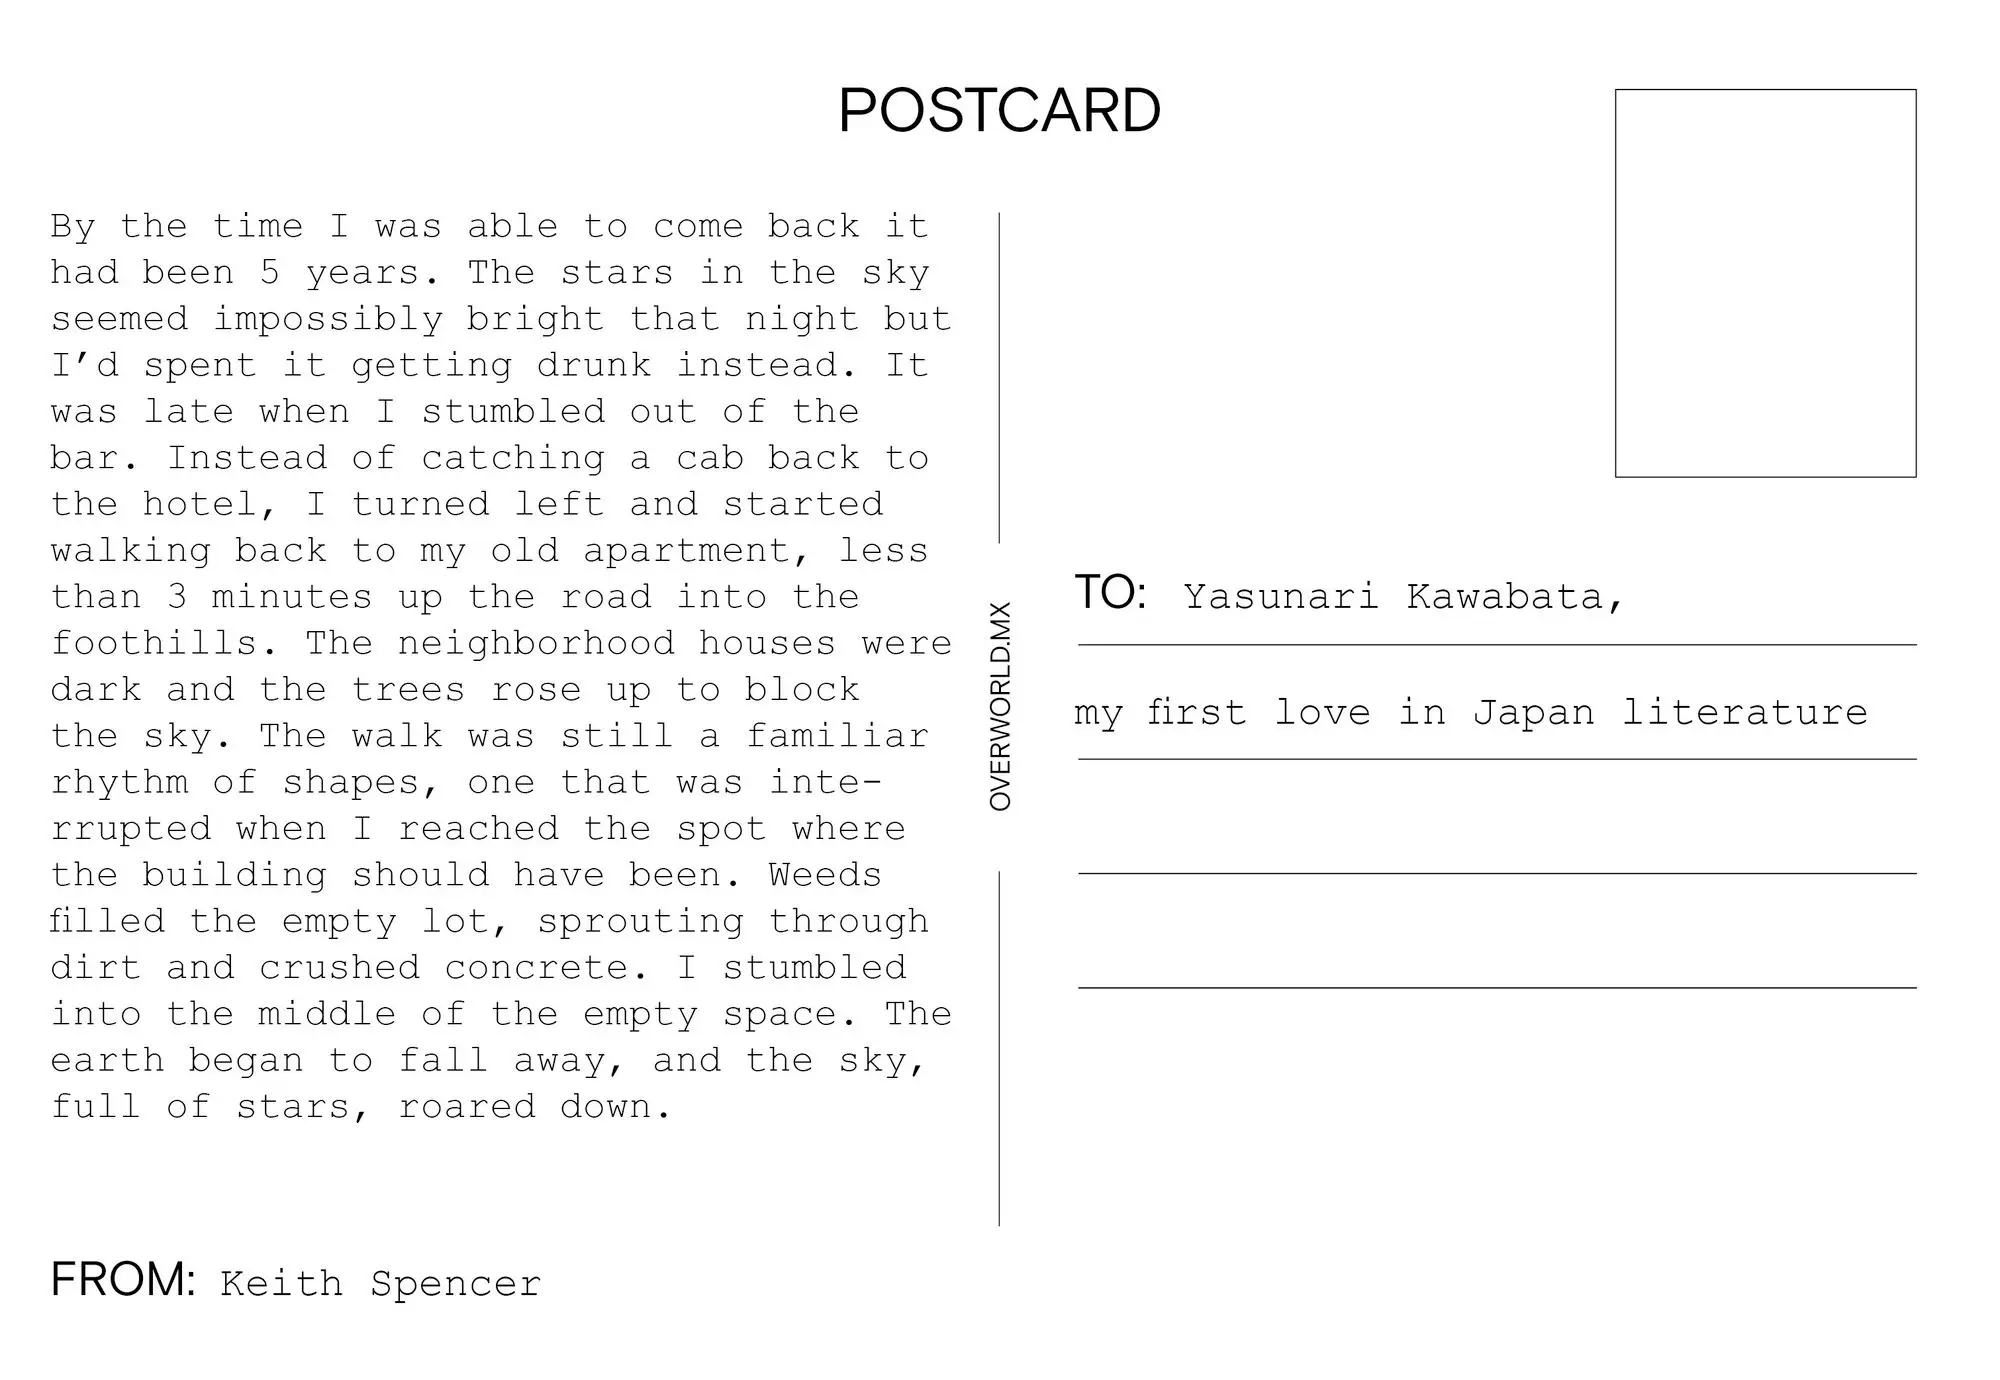 POSTCARD
By the time I was able to come back it
had been 5 years. The stars in the sky
seemed impossibly bright that night but
I’d spent it getting drunk instead. It
was late when I stumbled out of the
bar. Instead of catching a cab back to
the hotel, I turned left and started
walking back to my old apartment, less
than 3 minutes up the road into the
foothills. The neighborhood houses were
dark and the trees rose up to block
the sky. The walk was still a familiar
rhythm of shapes, one that was inte-
rrupted when I reached the spot where
the building should have been. Weeds
filled the empty lot, sprouting through
dirt and crushed concrete. I stumbled
into the middle of the empty space. The
earth began to fall away, and the sky,
full of stars, roared down.
FROM: Keith Spencer
OVERWORLD.MX
TO: Yasunari Kawabata,
my first love in Japan literature